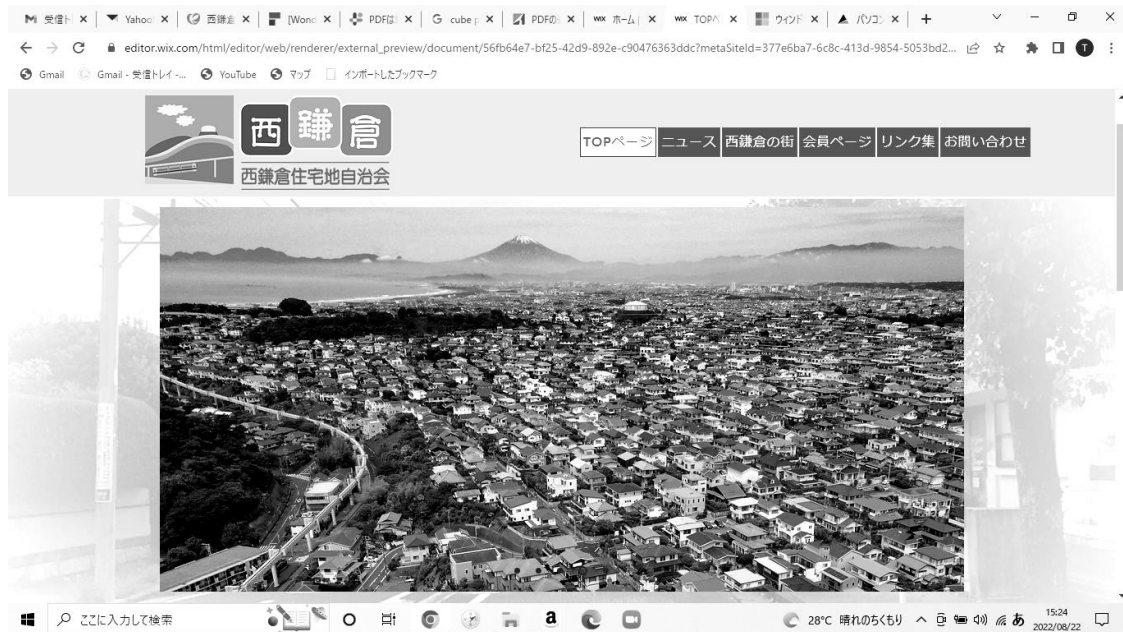 受信ト
Yahoo
西鎌倉
[Wond
PDFは
G cube p
PDFの
WIX ホーム |
WIX TOPペ
ウィンド
パソコン
editor.wix.com/html/editor/web/renderer/external_preview/document/56fb64e7-bf25-42d9-892e-c90476363ddc?metaSiteId=377e6ba7-6c8c-413d-9854-5053bd2...
T
Gmail
Gmail - 受信トレイ -...
YouTube
マップ
インポートしたブックマーク
西鎌倉
西鎌倉住宅地自治会
TOPページ
ニュース
西鎌倉の街
会員ページ
リンク集
お問い合わせ
ここに入力して検索
a
28°C 晴れのちくもり
あ
15:24
2022/08/22